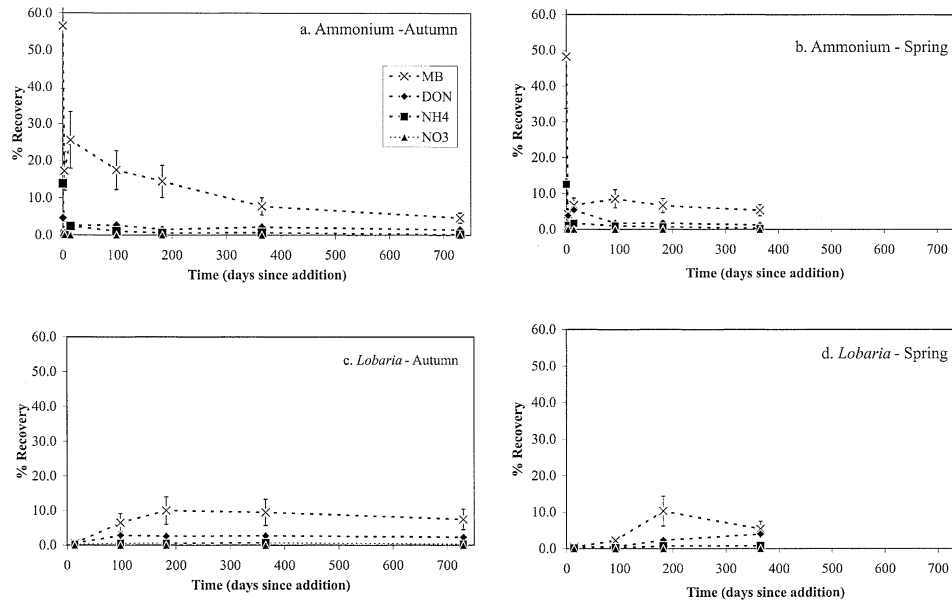 a. Ammonium -Autumn
% Recovery
60.0
50.0
40.0
30.0
20.0
10.0
0.0
MB
DON
NH4
NO3
0 100 200 300 400 500 600 700
Time (days since addition)
b. Ammonium - Spring
% Recovery
60.0
50.0
40.0
30.0
20.0
10.0
0.0
0 100 200 300 400 500 600 700
Time (days since addition)
c. Lobaria - Autumn
% Recovery
60.0
50.0
40.0
30.0
20.0
10.0
0.0
0 100 200 300 400 500 600 700
Time (days since addition)
d. Lobaria - Spring
% Recovery
60.0
50.0
40.0
30.0
20.0
10.0
0.0
0 100 200 300 400 500 600 700
Time (days since addition)